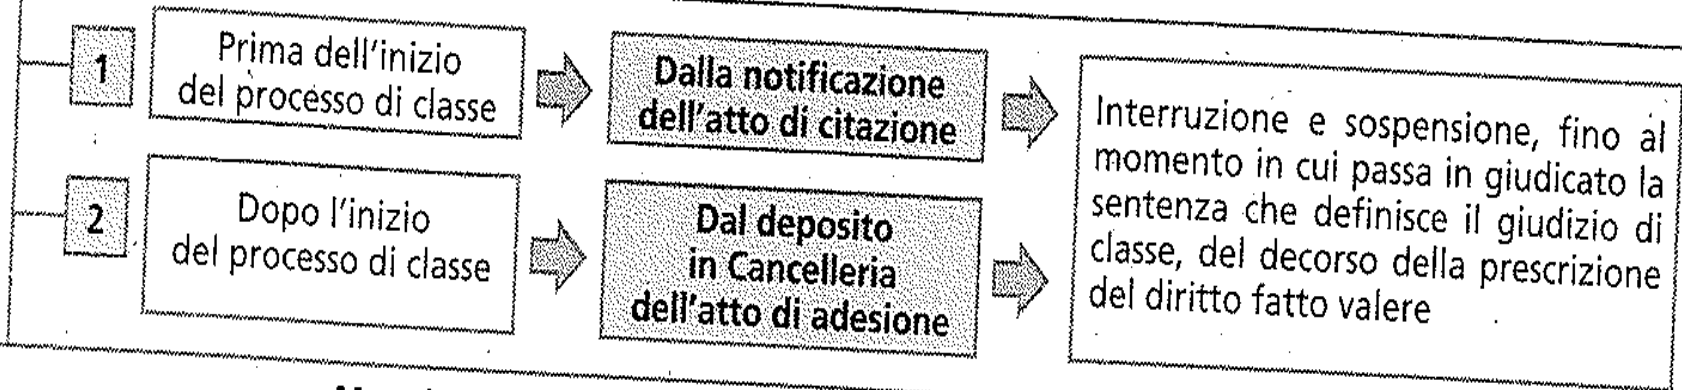 1
Prima dell'inizio
del processo di classe
Dalla notificazione
dell'atto di citazione
2
Dopo l'inizio
del processo di classe
Dal deposito
in Cancelleria
dell'atto di adesione
Interruzione e sospensione, fino al
momento in cui passa in giudicato la
sentenza che definisce il giudizio di
classe, del decorso della prescrizione
del diritto fatto valere